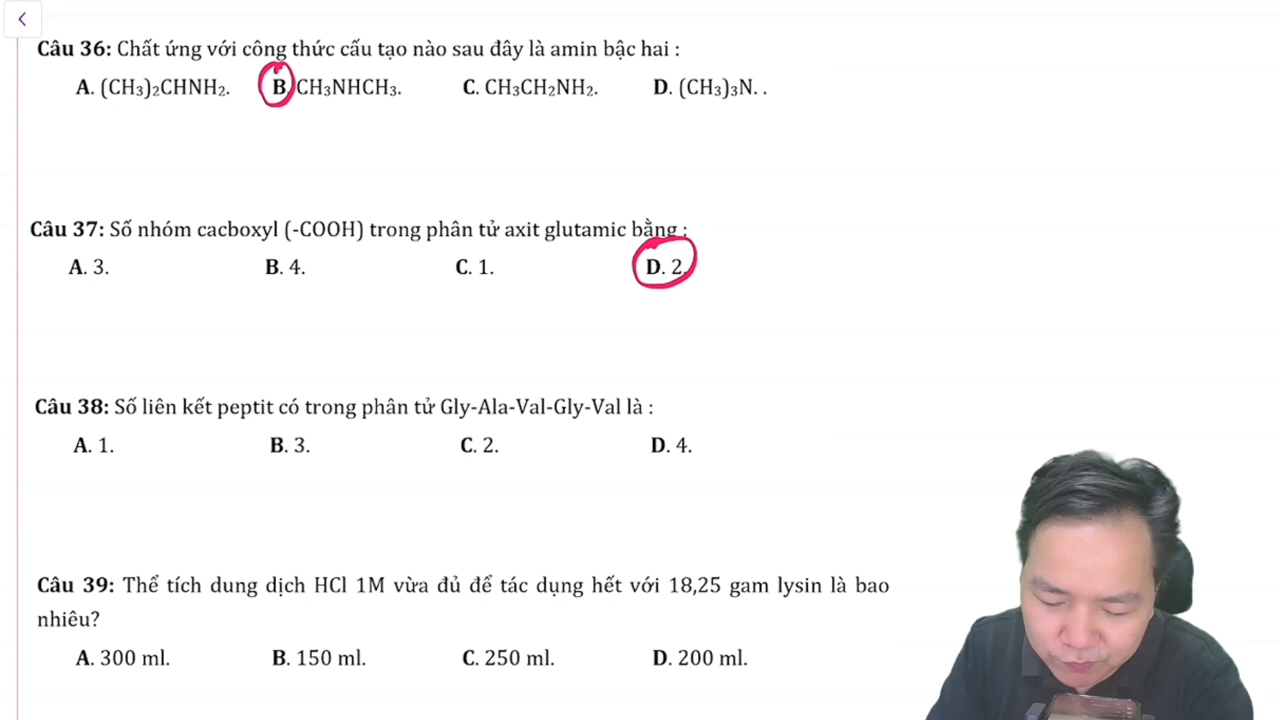 Câu 36: Chất ứng với công thức cấu tạo nào sau đây là amin bậc hai :
A. (CH₃)₂CHNH₂. B. CH₃NHCH₃. C. CH₃CH₂NH₂. D. (CH₃)₃N. .
Câu 37: Số nhóm cacboxyl (-COOH) trong phân tử axit glutamic bằng :
A. 3. B. 4. C. 1. D. 2.
Câu 38: Số liên kết peptit có trong phân tử Gly-Ala-Val-Gly-Val là :
A. 1. B. 3. C. 2. D. 4.
Câu 39: Thể tích dung dịch HCl 1M vừa đủ để tác dụng hết với 18,25 gam lysin là bao
nhiêu?
A. 300 ml. B. 150 ml. C. 250 ml. D. 200 ml.